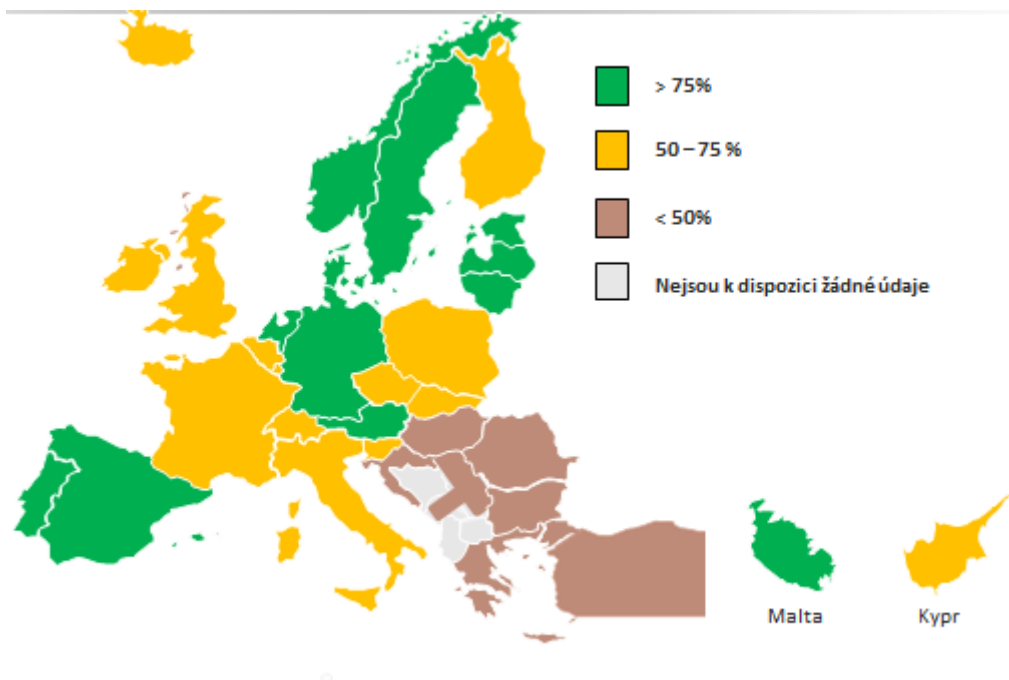 > 75%
50 – 75 %
< 50%
Nejsou k dispozici žádné údaje
Malta
Kypr